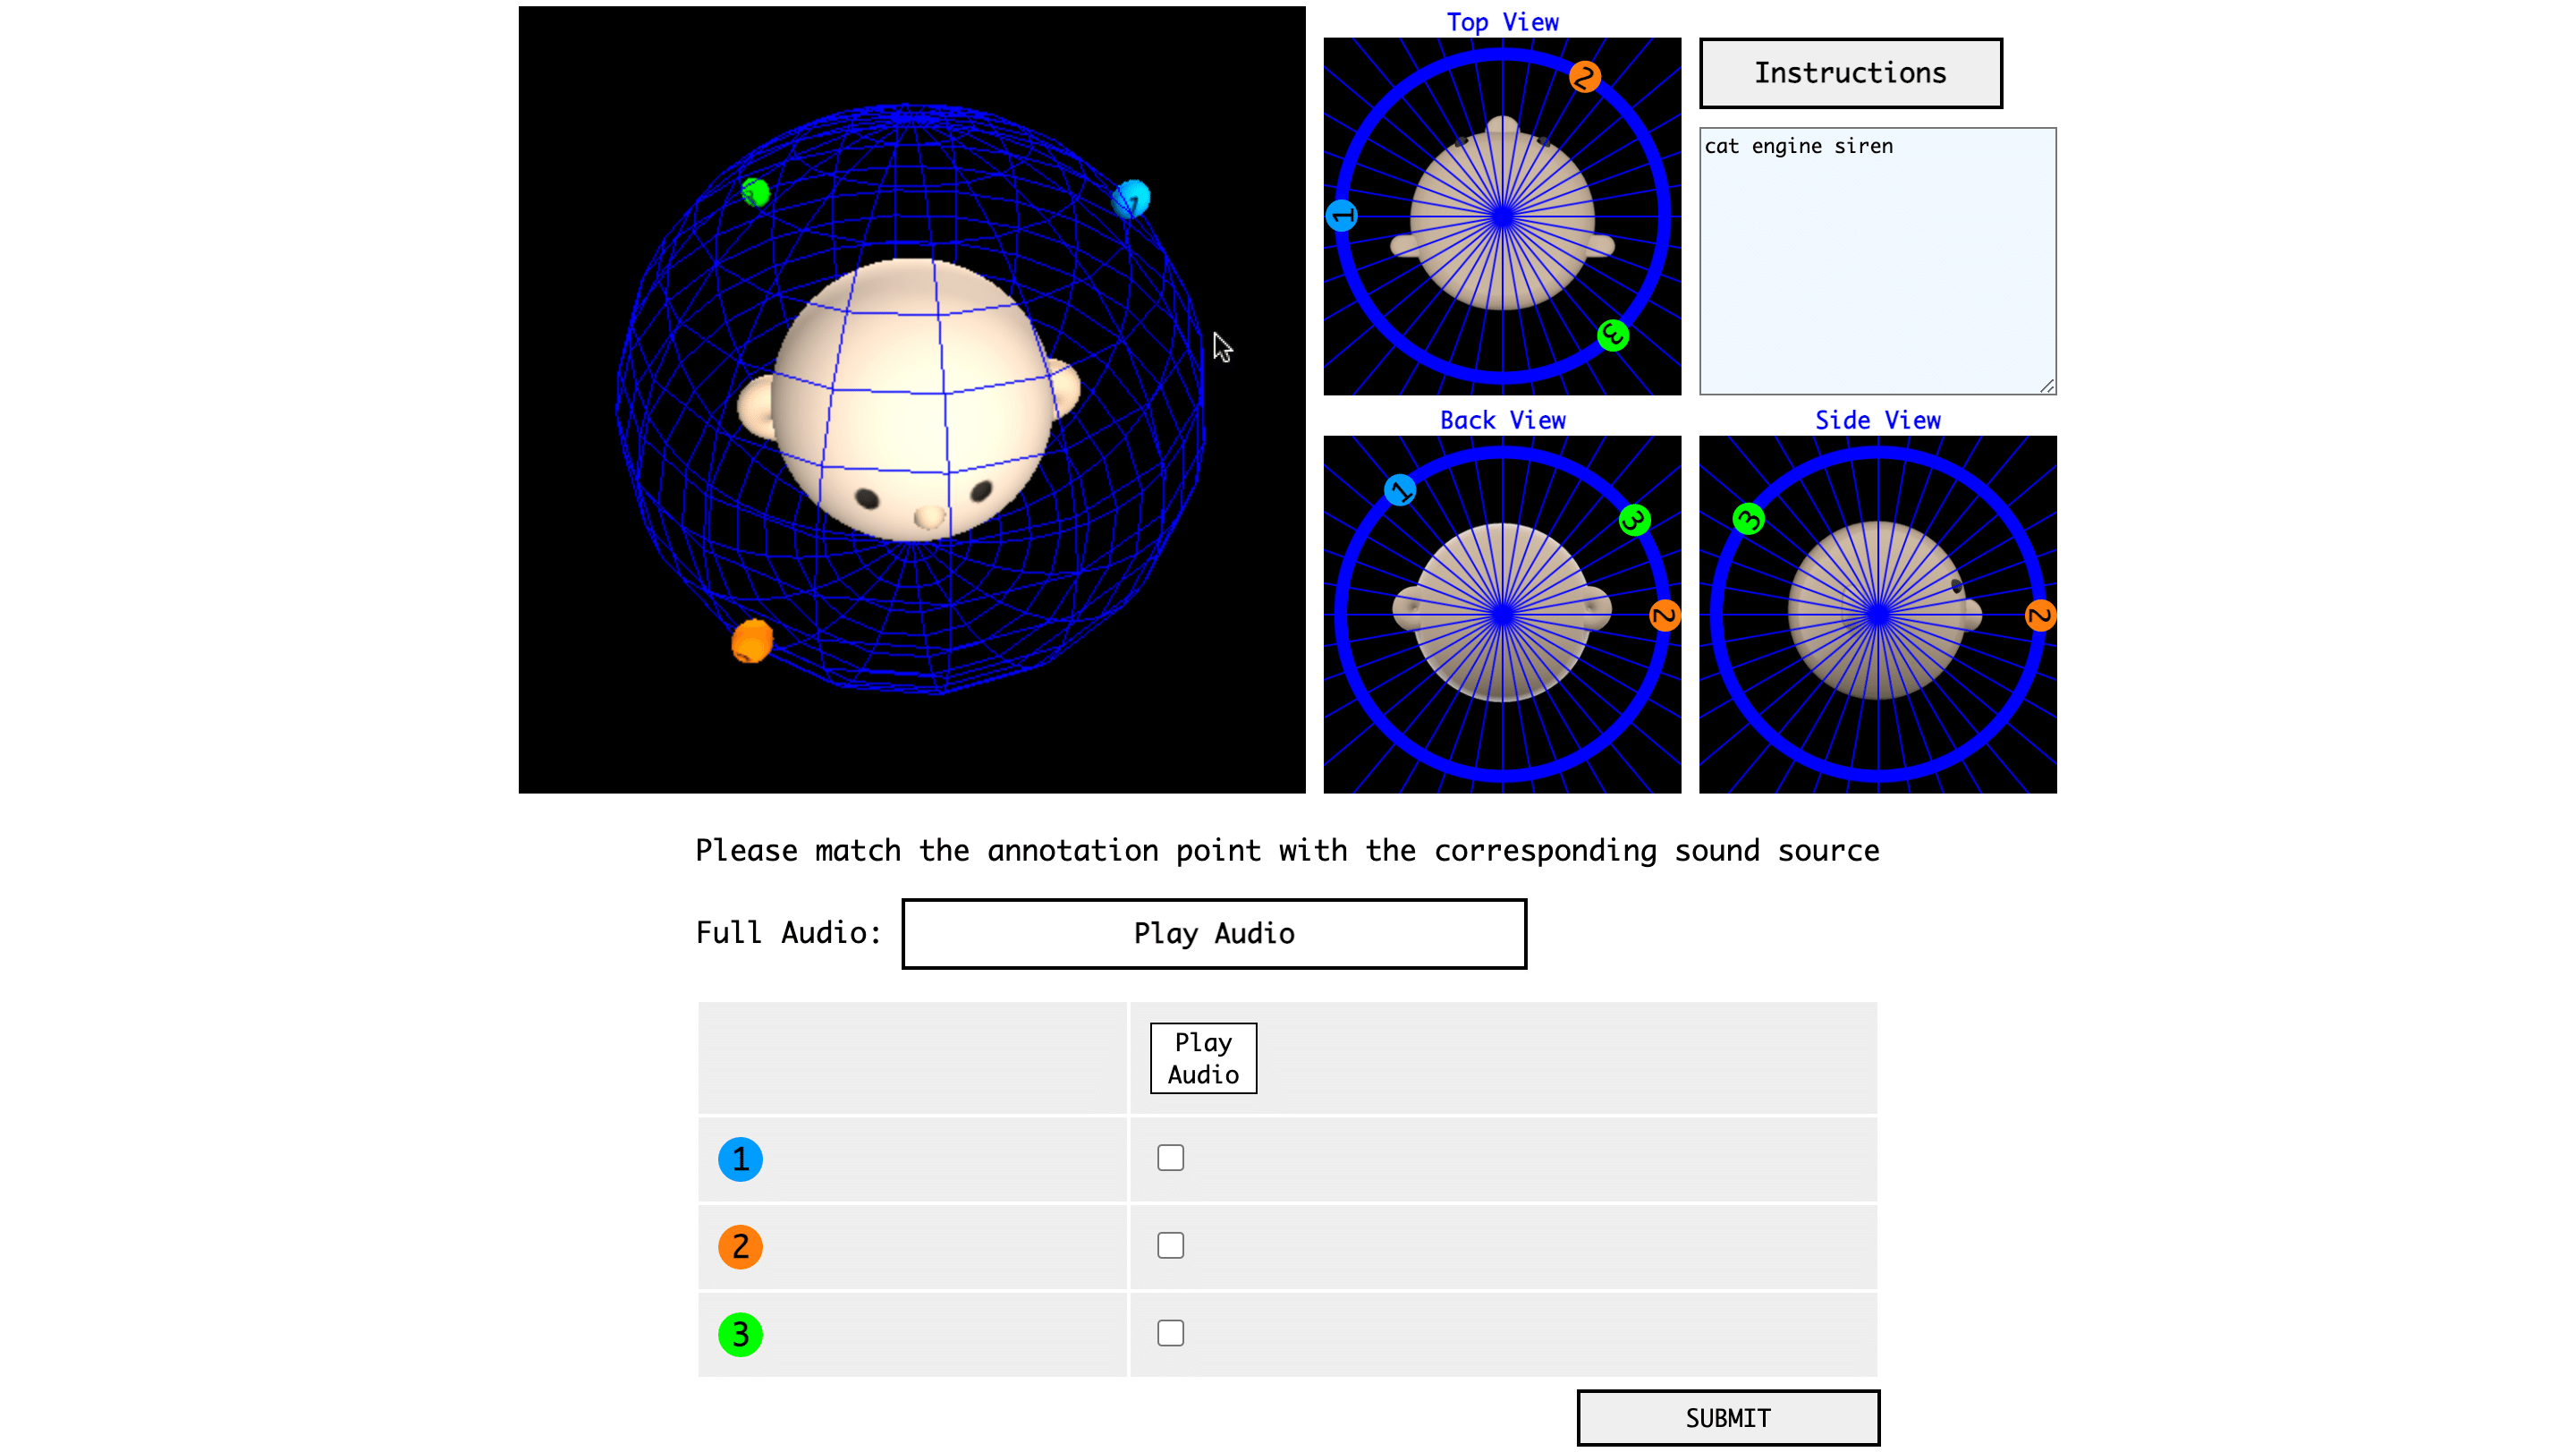 Top View
2
1
3
Instructions
cat engine siren
3
1
Back View
1
3
2
Side View
3
2
Please match the annotation point with the corresponding sound source
Full Audio:
Play Audio
Play
Audio
1
2
3
SUBMIT